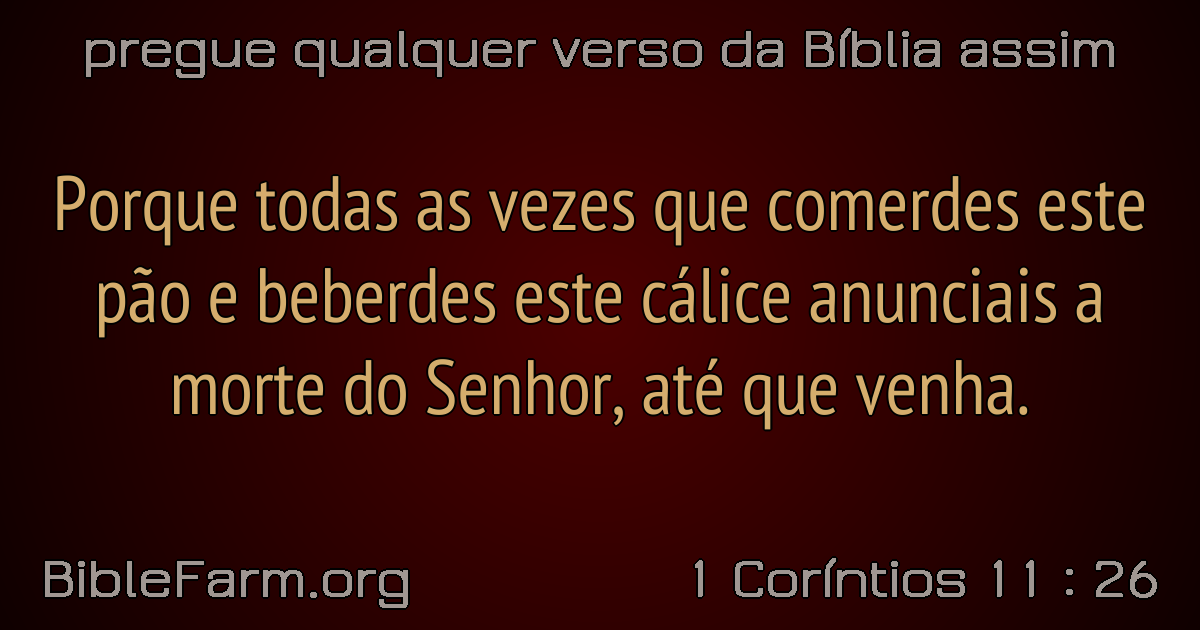 pregue qualquer verso da Bíblia assim
Porque todas as vezes que comerdes este
pão e beberdes este cálice anunciais a
morte do Senhor, até que venha.
BibleFarm.org
1 Coríntios 11 : 26